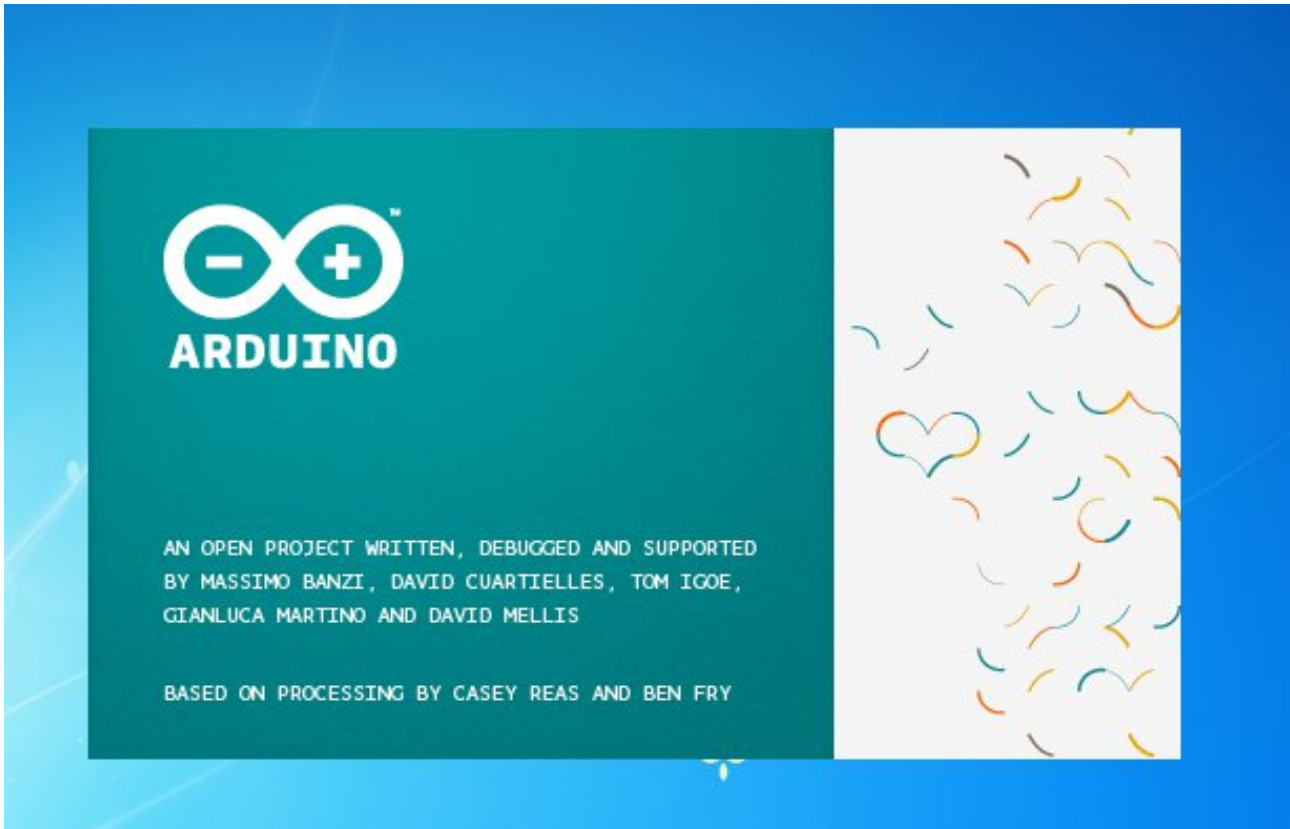 ARDUINO
™
AN OPEN PROJECT WRITTEN, DEBUGGED AND SUPPORTED
BY MASSIMO BANZI, DAVID CUARTIELLES, TOM IGOE,
GIANLUCA MARTINO AND DAVID MELLIS
BASED ON PROCESSING BY CASEY REAS AND BEN FRY